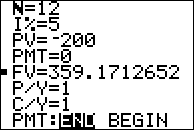 N=12
I%=5
PV=-200
PMT=0
FV=359.1712652
P/Y=1
C/Y=1
PMT:END BEGIN